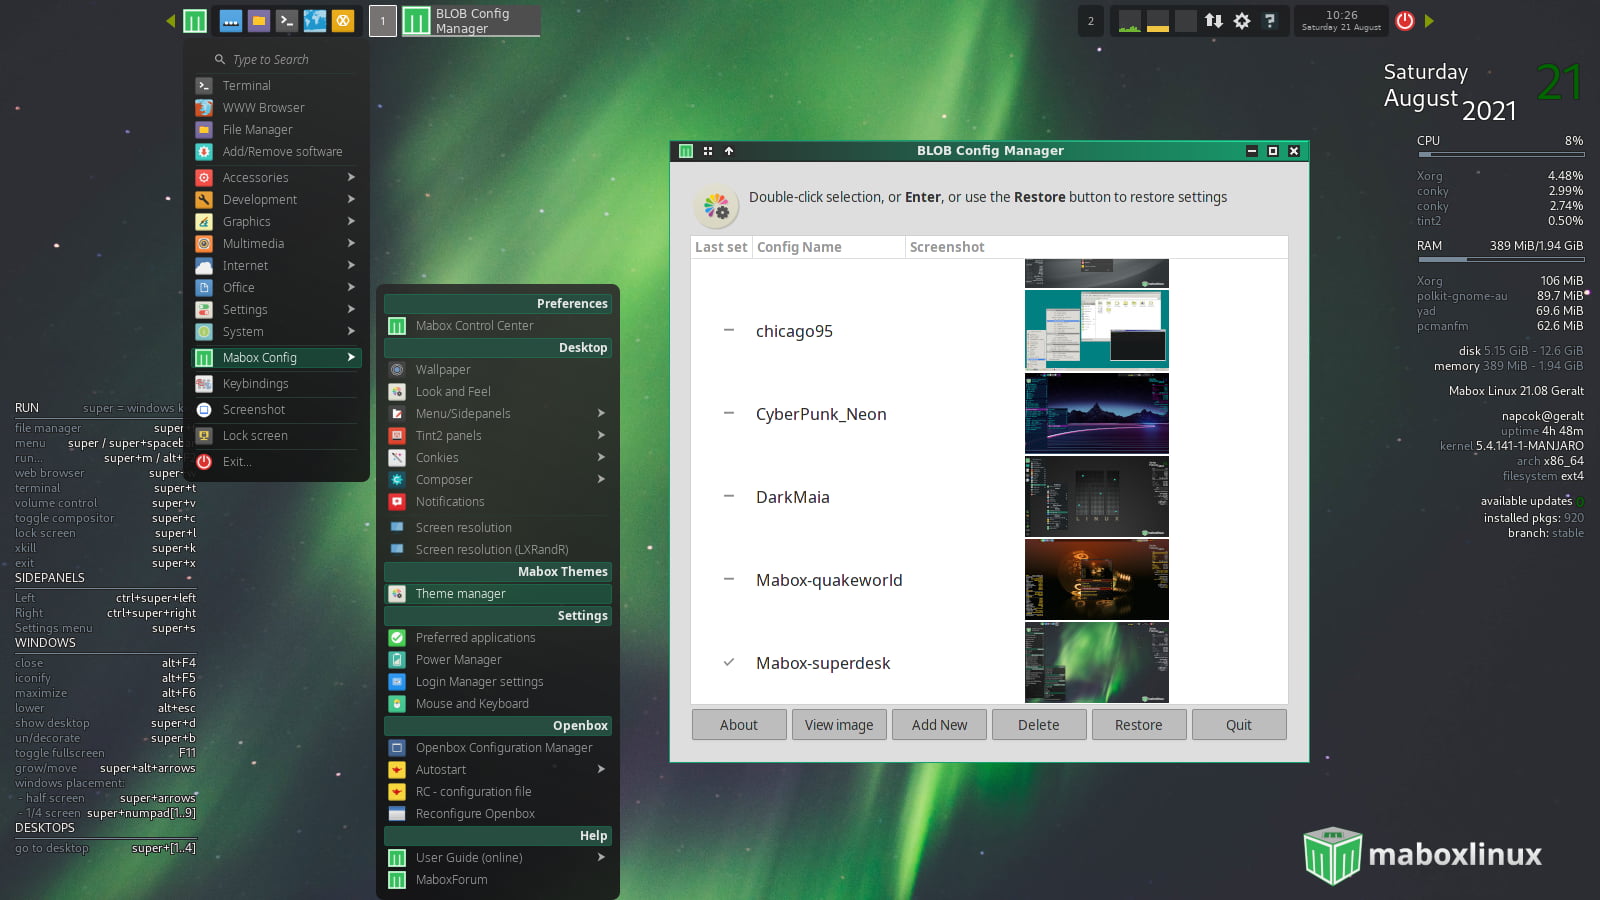 1
BLOB Config
Manager
2
10:26
Saturday 21 August
Type to Search
Terminal
WWW Browser
File Manager
Add/Remove software
Accessories
Development
Graphics
Multimedia
Internet
Office
Settings
System
Mabox Config
Keybindings
Screenshot
Lock screen
Exit...
Preferences
Mabox Control Center
Desktop
Wallpaper
Look and Feel
Menu/Sidepanels
Tint2 panels
Conkies
Composer
Notifications
Screen resolution
Screen resolution (LXRandR)
Mabox Themes
Theme manager
Settings
Preferred applications
Power Manager
Login Manager settings
Mouse and Keyboard
Openbox
Openbox Configuration Manager
Autostart
RC - configuration file
Reconfigure Openbox
Help
User Guide (online)
MaboxForum
RUN super = windows k
file manager super+
menu super / super+spaceba
run... super+m / alt+F2
web browser super-w
terminal super+t
volume control super+v
toggle compositor super+c
lock screen super+l
xkill super+k
exit super+x
SIDEPANELS
Left ctrl+super+left
Right ctrl+super+right
Settings menu super+s
WINDOWS
close alt+F4
iconify alt+F5
maximize alt+F6
lower alt+esc
show desktop super+d
un/decorate super+b
toggle fullscreen F11
grow/move super+alt+arrows
windows placement:
- half screen super+arrows
- 1/4 screen super+numpad[1..9]
DESKTOPS
go to desktop super+[1..4]
BLOB Config Manager
Double-click selection, or Enter, or use the Restore button to restore settings
Last set Config Name Screenshot
chicago95
CyberPunk_Neon
DarkMaia
LINUX
Mabox-quakeworld
Mabox-superdesk
About View image Add New Delete Restore Quit
Saturday 21
August 2021
CPU 8%
Xorg 4.48%
conky 2.99%
conky 2.74%
tint2 0.50%
RAM 389 MiB/1.94 GiB
Xorg 106 MiB
polkit-gnome-au 89.7 MiB
yad 69.6 MiB
pcmanfm 62.6 MiB
disk 5.15 GiB - 12.6 GiB
memory 389 MiB - 1.94 GiB
Mabox Linux 21.08 Geralt
napcok@geralt
uptime 4h 48m
kernel 5.4.141-1-MANJARO
arch x86_64
filesystem ext4
available updates 0
installed pkgs: 920
branch: stable
maboxlinux